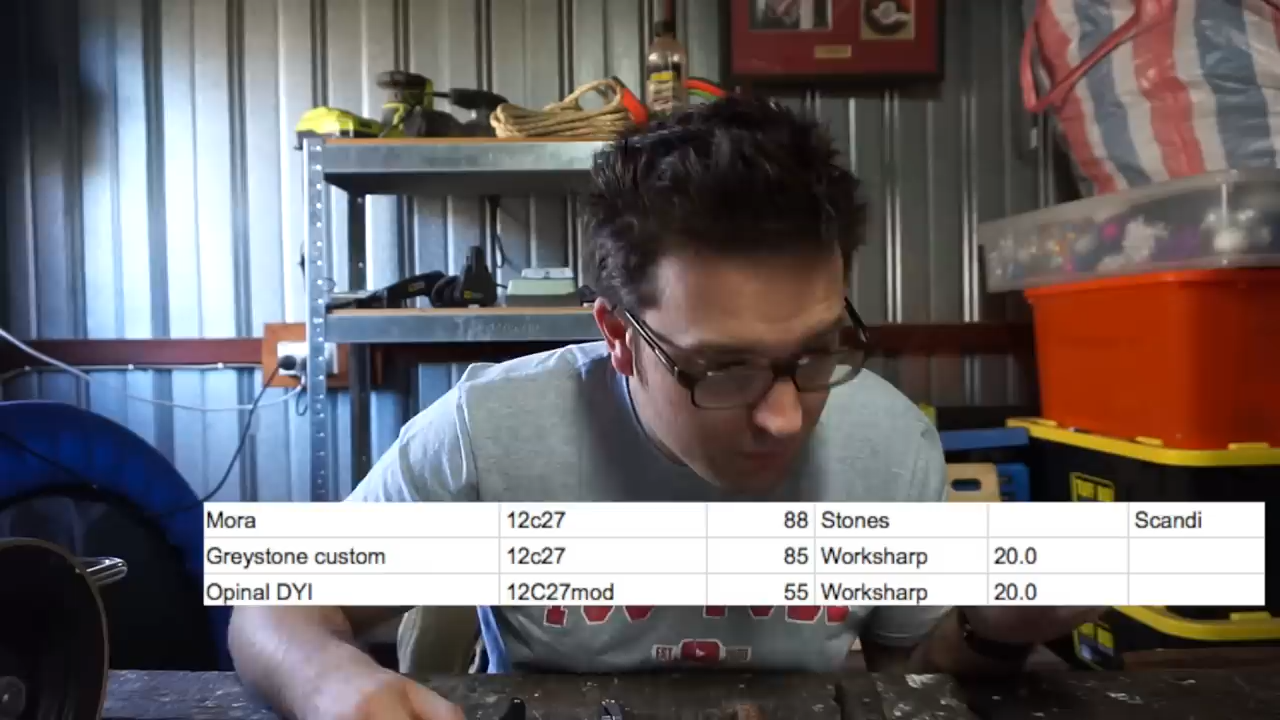 Mora 12c27 88 Stones Scandi
Greystone custom 12c27 85 Worksharp 20.0
Opinal DYI 12C27mod 55 Worksharp 20.0
EST